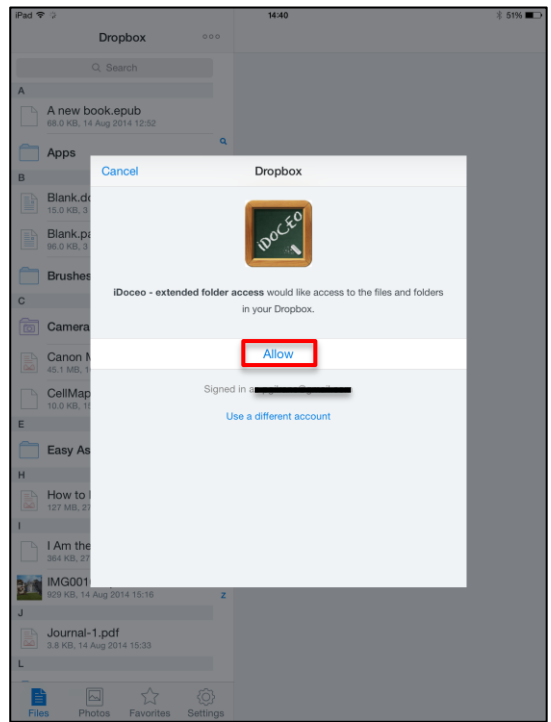 iPad 14:40 51%
Dropbox
Search
A
A new book.epub
68.0 KB, 14 Aug 2014 12:52
Apps
B
Blank.do
15.0 KB, 3
Blank.pa
96.0 KB, 3
Brushes
C
Camera
Canon
45.1 MB, 1
CellMap
10.0 KB, 1
E
Easy As
H
How to
127 MB, 27
I
I Am the
364 KB, 27
IMG001
929 KB, 14 Aug 2014 15:16
Z
J
Journal-1.pdf
3.8 KB, 14 Aug 2014 15:33
L
Files Photos Favorites Settings
Cancel Dropbox
iDOCEO
iDoceo - extended folder access would like access to the files and folders
in your Dropbox.
Allow
Signed in a
Use a different account